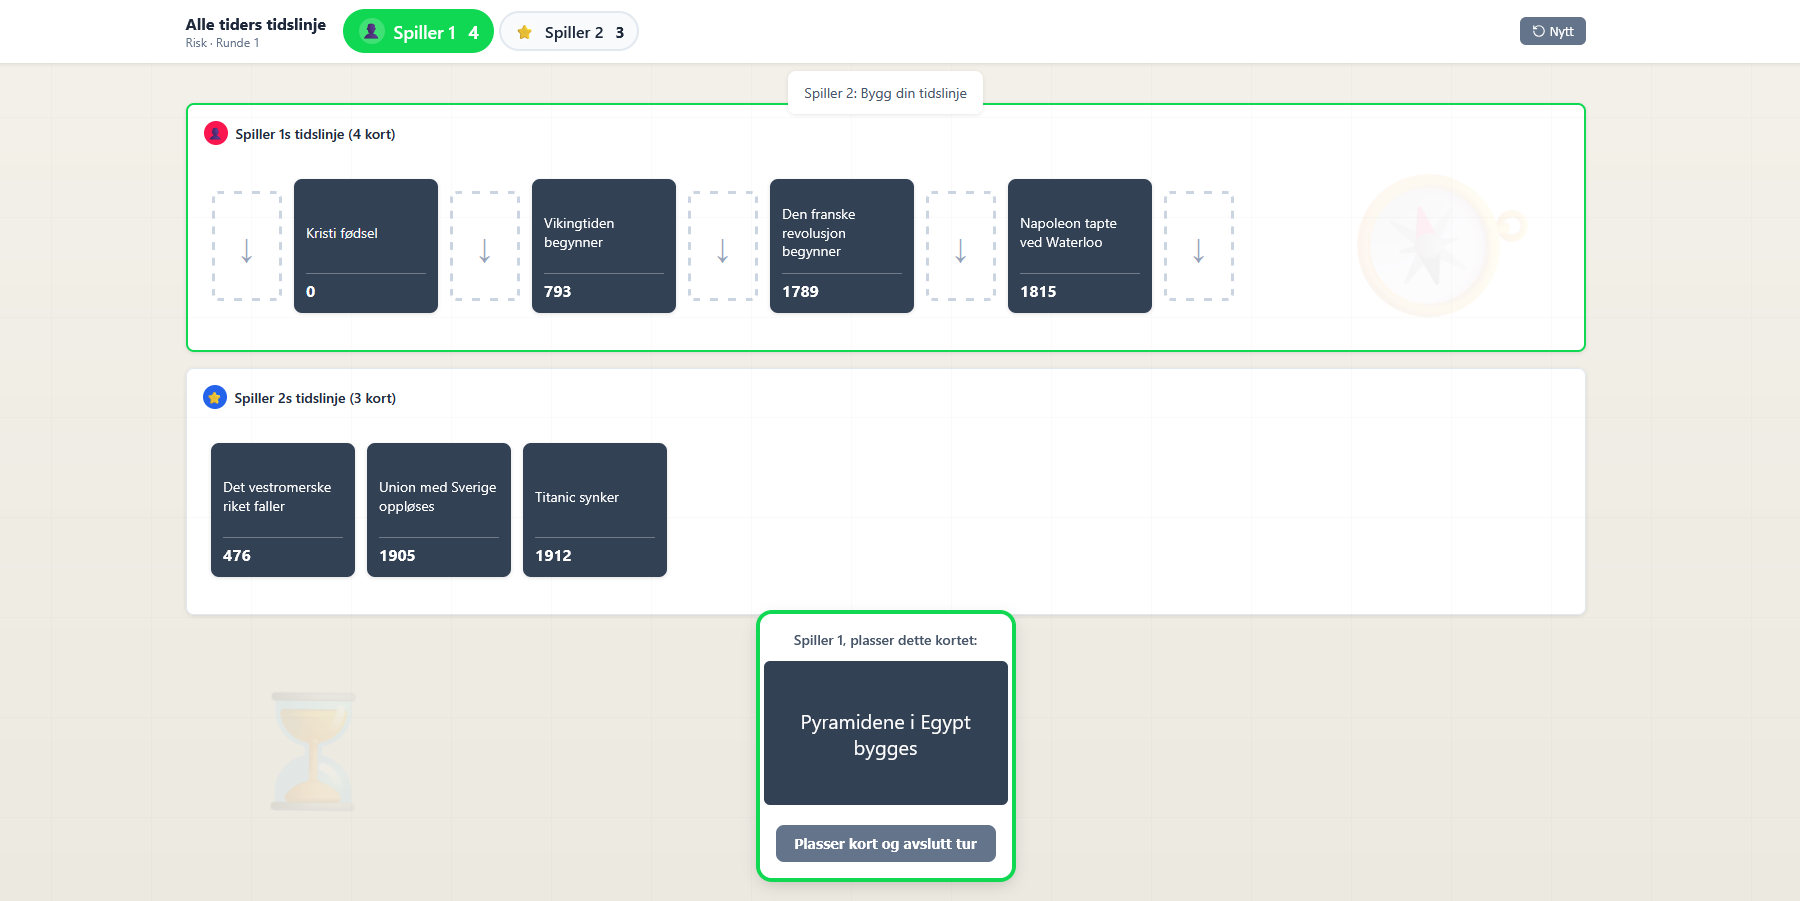 Alle tiders tidslinje
Risk · Runde 1
Spiller 1 4
Spiller 2 3
Nytt
Spiller 2: Bygg din tidslinje
Spiller 1s tidslinje (4 kort)
Kristi fødsel
0
Vikingtiden
begynner
793
Den franske
revolusjon
begynner
1789
Napoleon tapte
ved Waterloo
1815
Spiller 2s tidslinje (3 kort)
Det vestromerske
riket faller
476
Union med Sverige
oppløses
1905
Titanic synker
1912
Spiller 1, plasser dette kortet:
Pyramidene i Egypt
bygges
Plasser kort og avslutt tur